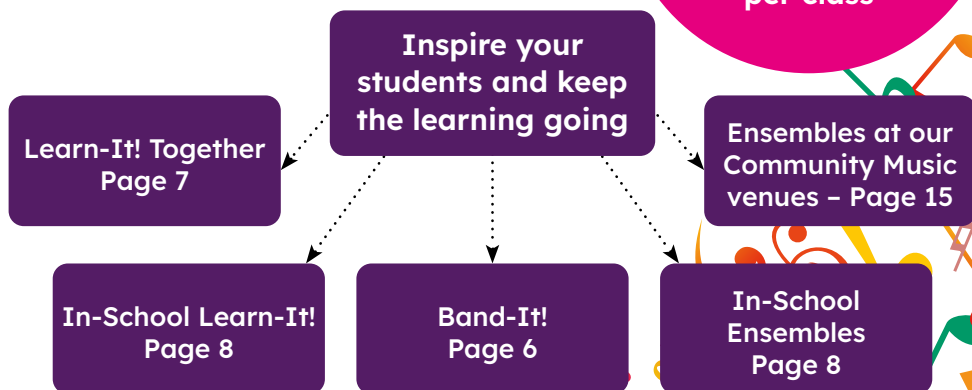 per class
Inspire your
students and keep
the learning going
Learn-It! Together
Page 7
Ensembles at our
Community Music
venues – Page 15
In-School Learn-It!
Page 8
Band-It!
Page 6
In-School
Ensembles
Page 8